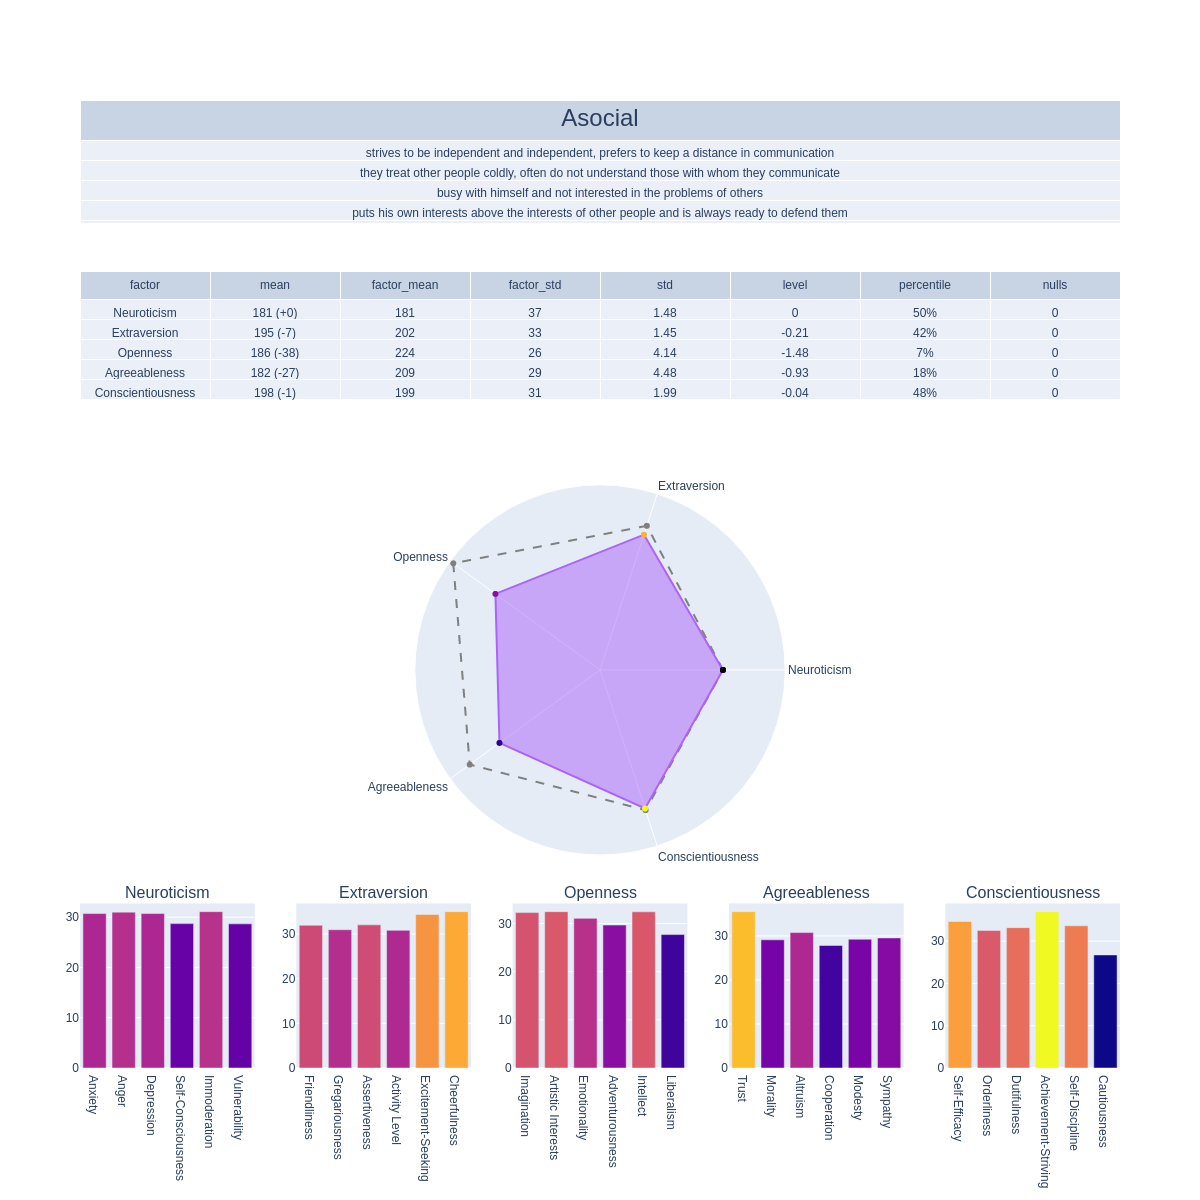 Asocial
strives to be independent and independent, prefers to keep a distance in communication
they treat other people coldly, often do not understand those with whom they communicate
busy with himself and not interested in the problems of others
puts his own interests above the interests of other people and is always ready to defend them
factor mean factor_mean factor_std std level percentile nulls
Neuroticism 181 (+0) 181 37 1.48 0 50% 0
Extraversion 195 (-7) 202 33 1.45 -0.21 42% 0
Openness 186 (-38) 224 26 4.14 -1.48 7% 0
Agreeableness 182 (-27) 209 29 4.48 -0.93 18% 0
Conscientiousness 198 (-1) 199 31 1.99 -0.04 48% 0
Extraversion
Openness
Neuroticism
Agreeableness
Conscientiousness
Neuroticism
30
20
10
0
Anxiety
Anger
Depression
Self-Consciousness
Immoderation
Vulnerability
Extraversion
30
20
10
0
Friendliness
Gregariousness
Assertiveness
Activity Level
Excitement-Seeking
Cheerfulness
Openness
30
20
10
0
Imagination
Artistic Interests
Emotionality
Adventurousness
Intellect
Liberalism
Agreeableness
30
20
10
0
Trust
Morality
Altruism
Cooperation
Modesty
Sympathy
Conscientiousness
30
20
10
0
Self-Efficacy
Orderliness
Dutifulness
Achievement-Striving
Self-Discipline
Cautiousness